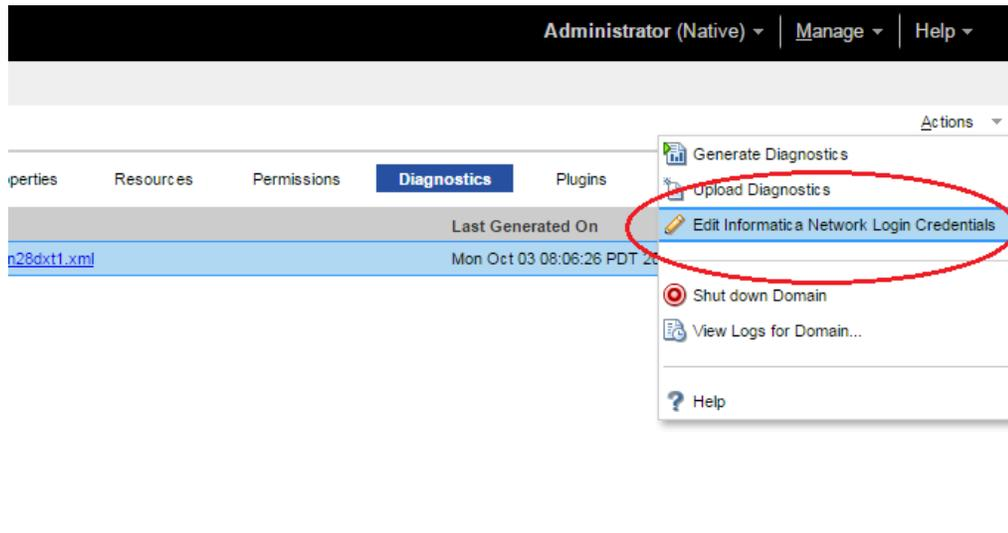 Administrator (Native) Manage Help
Actions
Resources Permissions Diagnostics Plugins
Generate Diagnostics
Upload Diagnostics
Last Generated On
Edit Informatica Network Login Credentials
n28dxt1.xml Mon Oct 03 08:06:26 PDT
Shut down Domain
View Logs for Domain...
Help